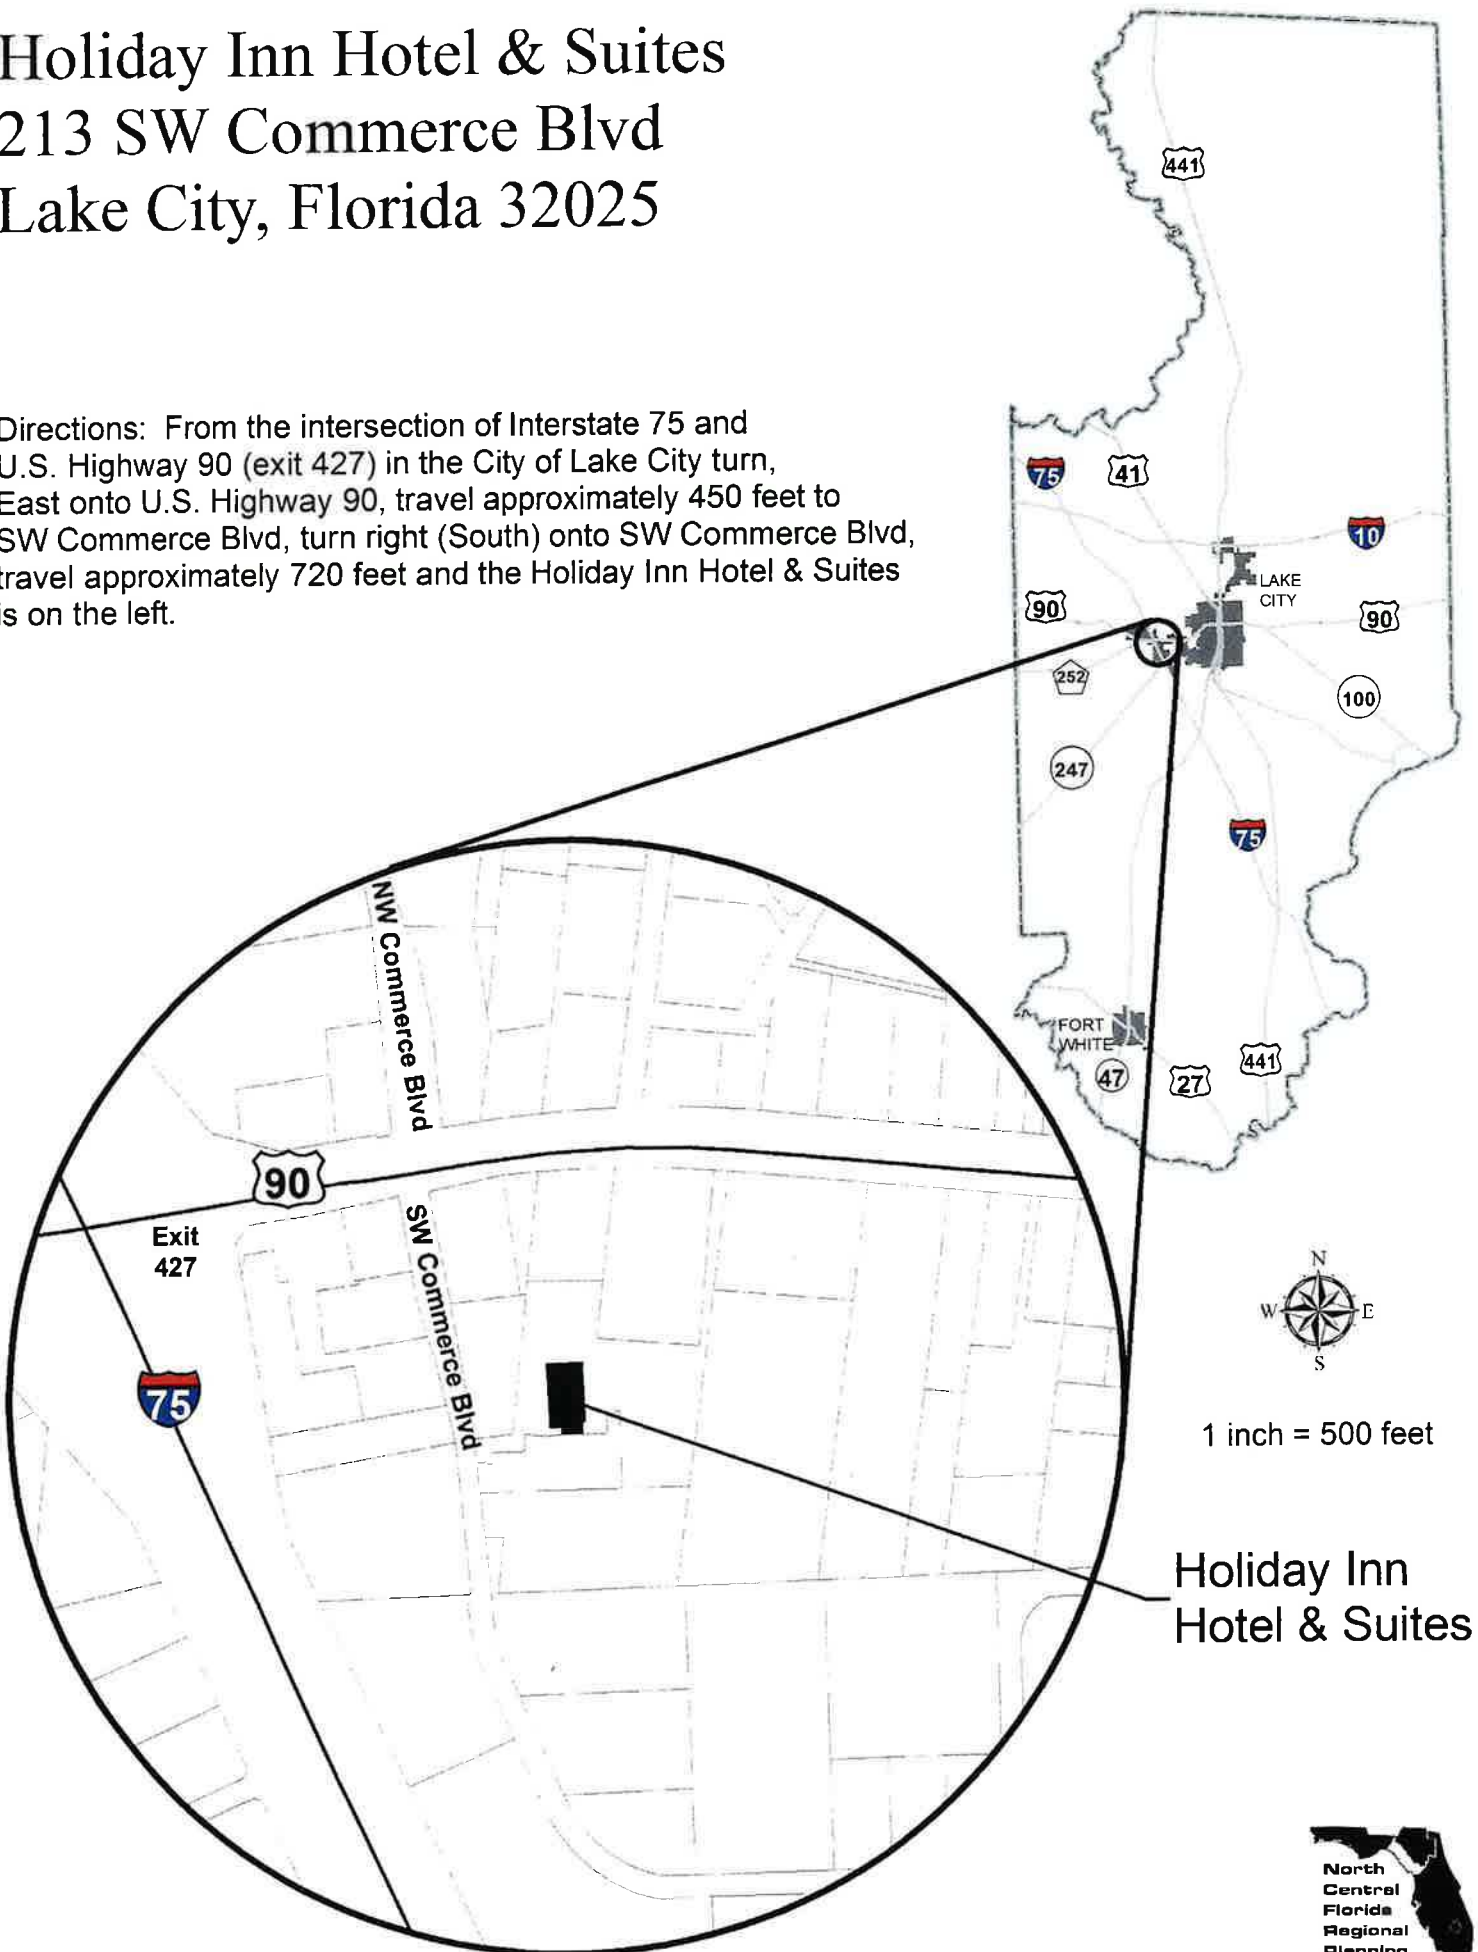 Holiday Inn Hotel & Suites
213 SW Commerce Blvd
Lake City, Florida 32025
Directions: From the intersection of Interstate 75 and
U.S. Highway 90 (exit 427) in the City of Lake City turn,
East onto U.S. Highway 90, travel approximately 450 feet to
SW Commerce Blvd, turn right (South) onto SW Commerce Blvd,
travel approximately 720 feet and the Holiday Inn Hotel & Suites
is on the left.
441
75
41
10
LAKE
CITY
90
90
252
100
247
75
FORT
WHITE
47
27
441
NW Commerce Blvd
90
Exit
427
SW Commerce Blvd
75
N
W
E
S
1 inch = 500 feet
Holiday Inn
Hotel & Suites
North
Central
Florida
Regional
Planning